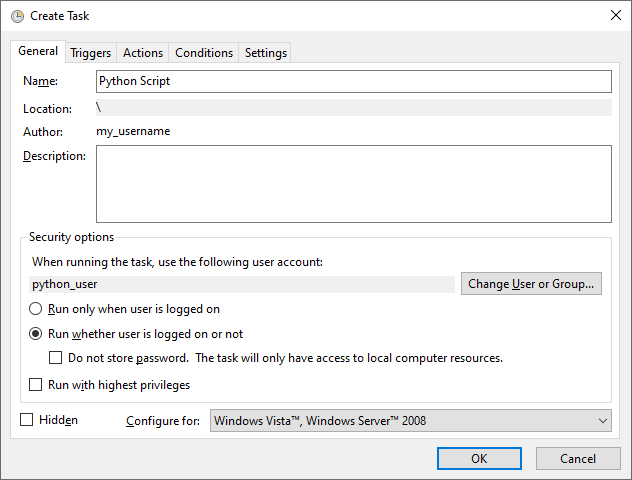 Create Task
General Triggers Actions Conditions Settings
Name: Python Script
Location: \
Author: my_username
Description:
Security options
When running the task, use the following user account:
python_user Change User or Group...
Run only when user is logged on
Run whether user is logged on or not
Do not store password. The task will only have access to local computer resources.
Run with highest privileges
Hidden Configure for: Windows Vista™, Windows Server™ 2008
OK Cancel